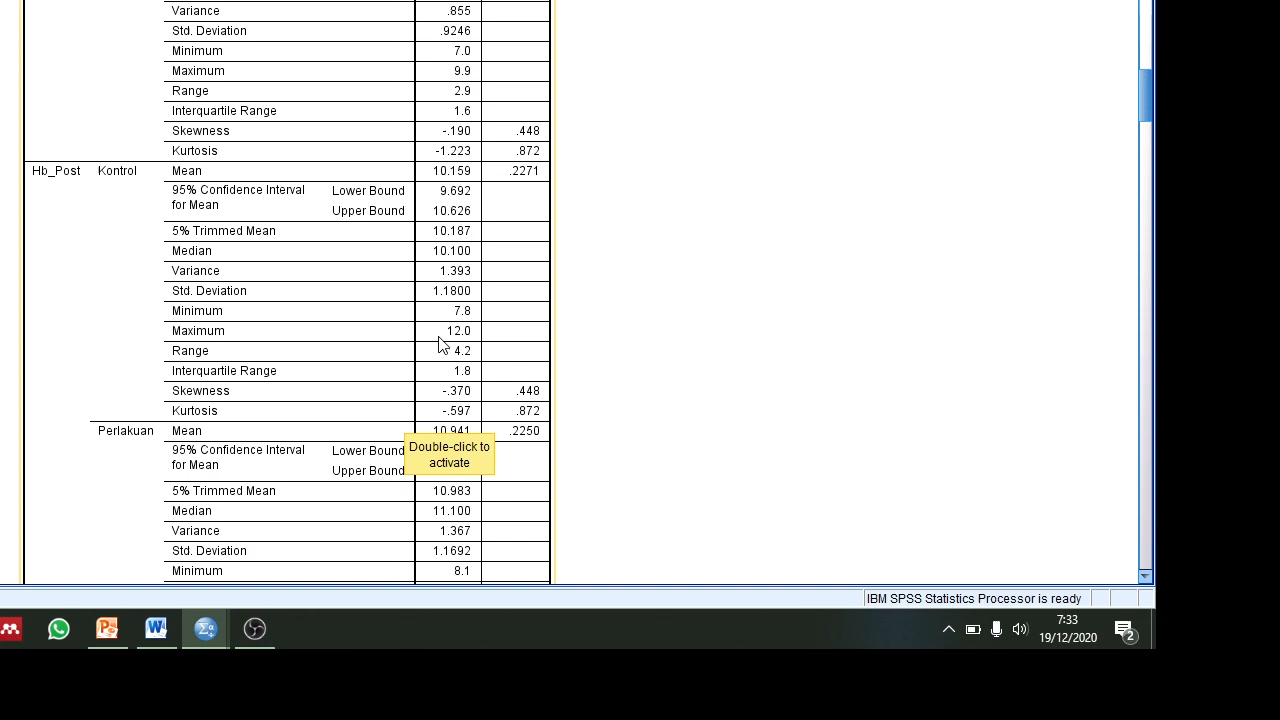 Variance .855
Std. Deviation .9246
Minimum 7.0
Maximum 9.9
Range 2.9
Interquartile Range 1.6
Skewness -.190 .448
Kurtosis -1.223 .872
Hb_Post Kontrol Mean 10.159 .2271
95% Confidence Interval for Mean Lower Bound 9.692
Upper Bound 10.626
5% Trimmed Mean 10.187
Median 10.100
Variance 1.393
Std. Deviation 1.1800
Minimum 7.8
Maximum 12.0
Range 4.2
Interquartile Range 1.8
Skewness -.370 .448
Kurtosis -.597 .872
Perlakuan Mean 10.941 .2250
95% Confidence Interval for Mean Lower Bound
Upper Bound
Double-click to
activate
5% Trimmed Mean 10.983
Median 11.100
Variance 1.367
Std. Deviation 1.1692
Minimum 8.1
IBM SPSS Statistics Processor is ready
7:33
19/12/2020
2